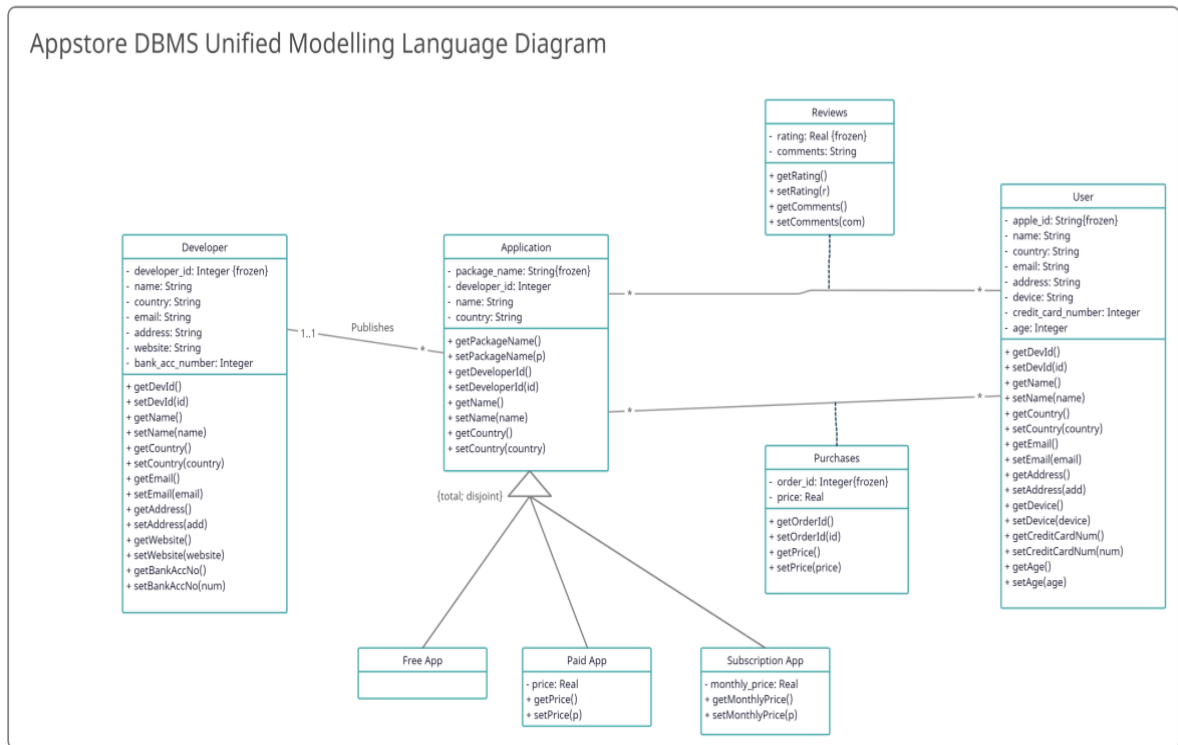 Appstore DBMS Unified Modelling Language Diagram
Reviews
- rating: Real {frozen}
- comments: String
+ getRating()
+ setRating(r)
+ getComments()
+ setComments(com)
User
- apple_id: String{frozen}
- name: String
- country: String
- email: String
- address: String
- device: String
- credit_card_number: Integer
- age: Integer
+ getDevId()
+ setDevId(id)
+ getName()
+ setName(name)
+ getCountry()
+ setCountry(country)
+ getEmail()
+ setEmail(email)
+ getAddress()
+ setAddress(add)
+ getDevice()
+ setDevice(device)
+ getCreditCardNum()
+ setCreditCardNum(num)
+ getAge()
+ setAge(age)
Developer
- developer_id: Integer {frozen}
- name: String
- country: String
- email: String
- address: String
- website: String
- bank_acc_number: Integer
+ getDevId()
+ setDevId(id)
+ getName()
+ setName(name)
+ getCountry()
+ setCountry(country)
+ getEmail()
+ setEmail(email)
+ getAddress()
+ setAddress(add)
+ getWebsite()
+ setWebsite(website)
+ getBankAccNo()
+ setBankAccNo(num)
1..1
Publishes
*
Application
- package_name: String{frozen}
- developer_id: Integer
- name: String
- country: String
+ getPackageName()
+ setPackageName(p)
+ getDeveloperId()
+ setDeveloperId(id)
+ getName()
+ setName(name)
+ getCountry()
+ setCountry(country)
*
*
*
*
Purchases
- order_id: Integer{frozen}
- price: Real
+ getOrderId()
+ setOrderId(id)
+ getPrice()
+ setPrice(price)
{total; disjoint}
Free App
Paid App
- price: Real
+ getPrice()
+ setPrice(p)
Subscription App
- monthly_price: Real
+ getMonthlyPrice()
+ setMonthlyPrice(p)